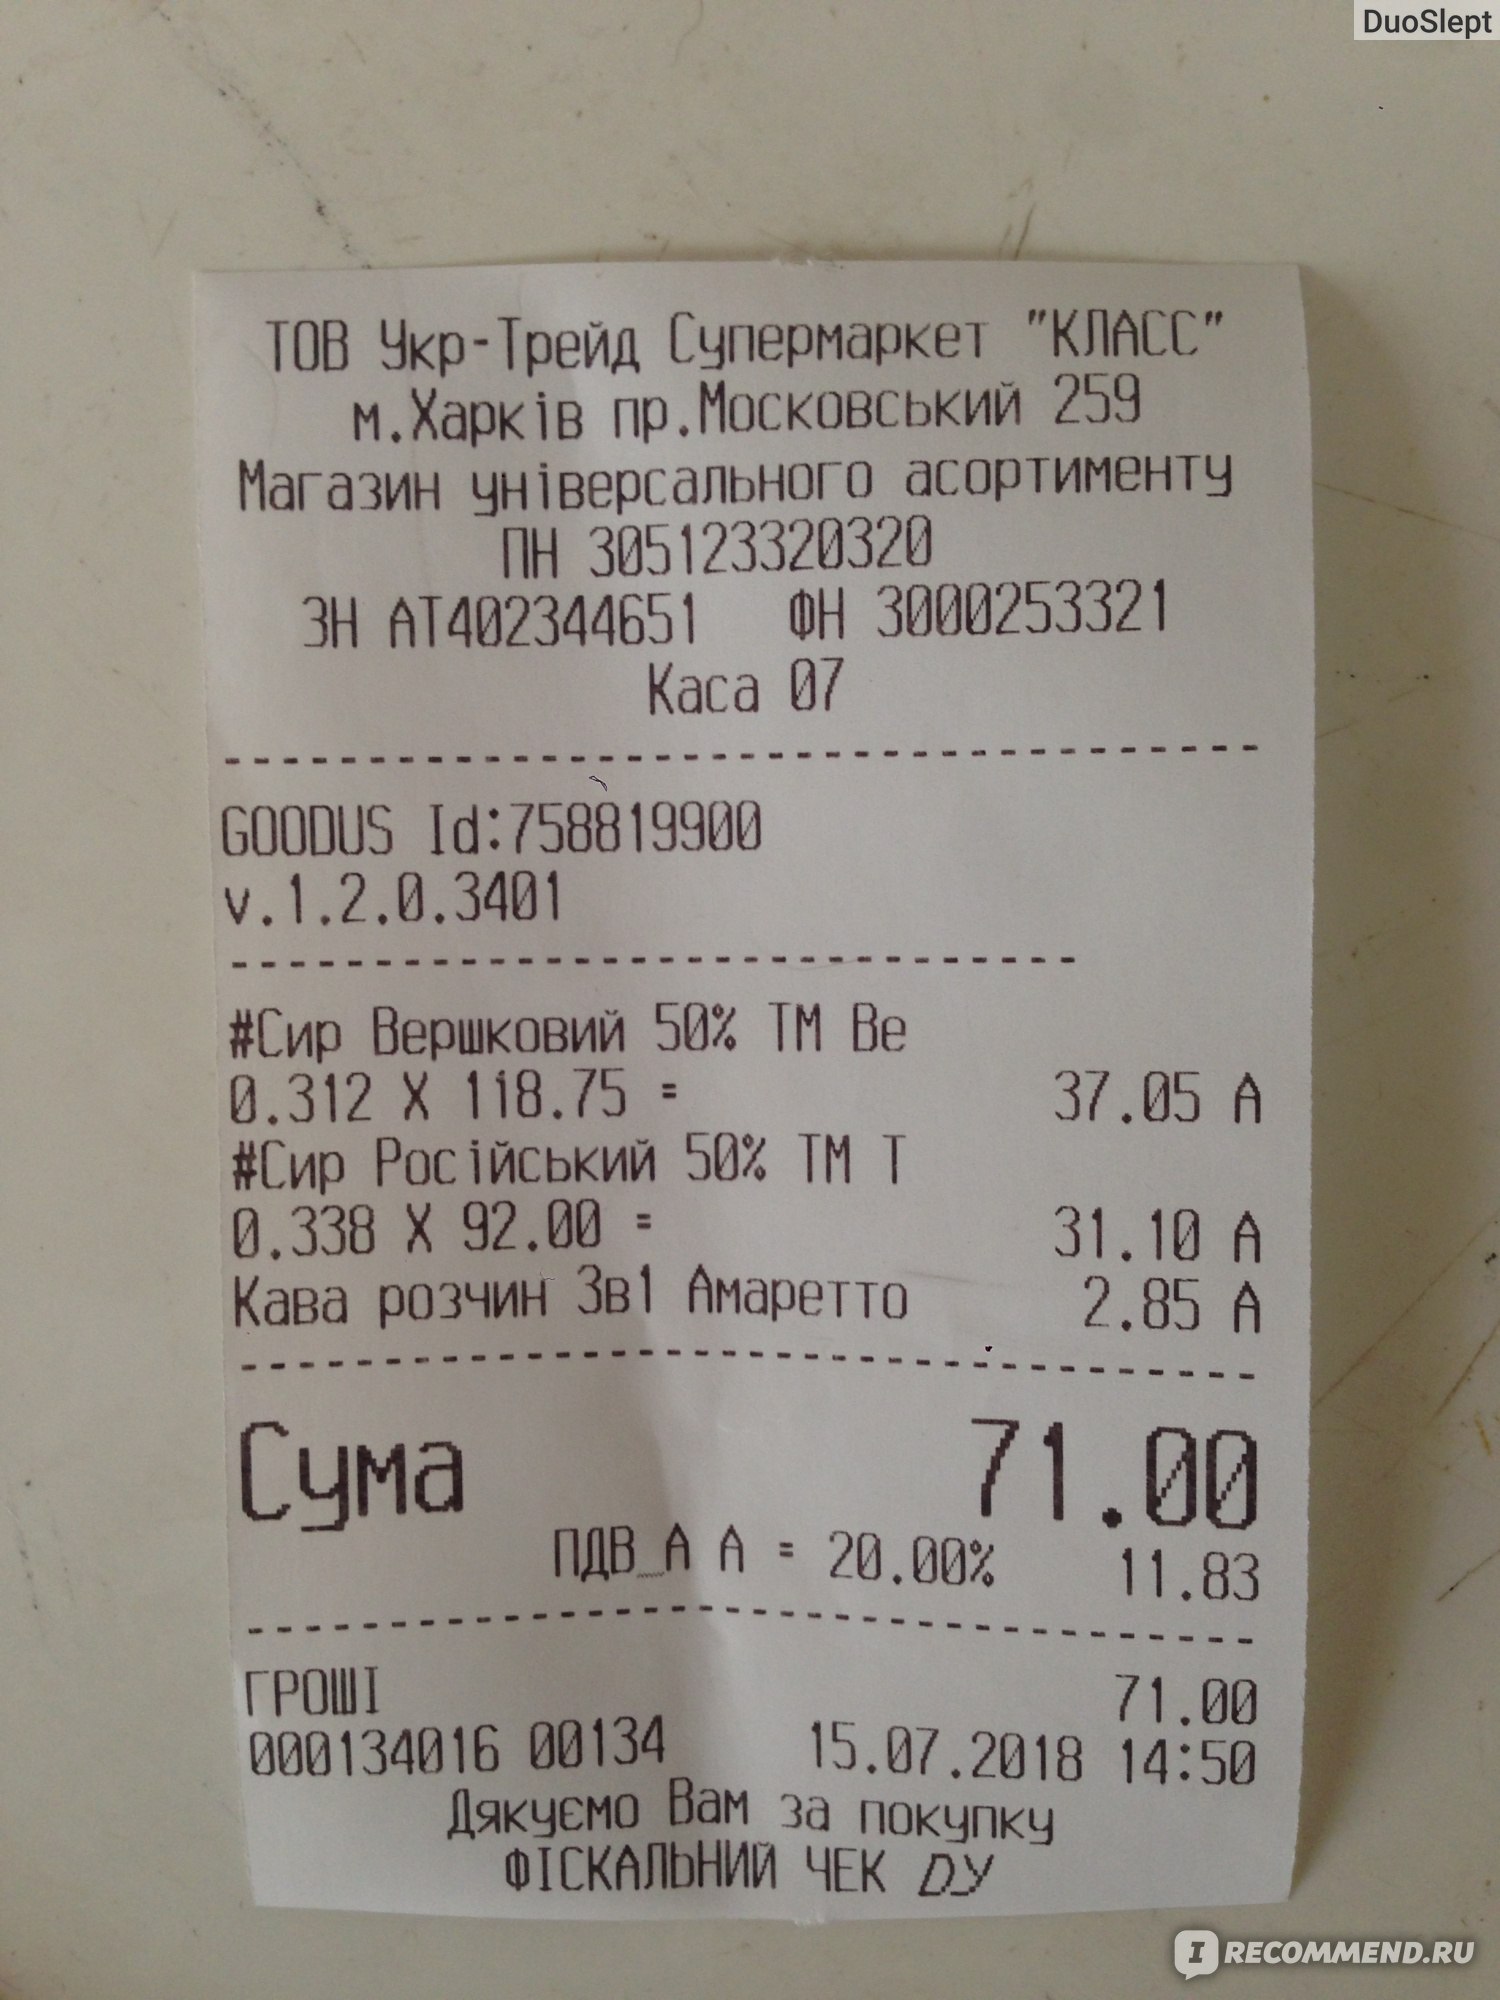 DuoSlept
ТОВ Укр-Трейд Супермаркет "КЛАСС"
м.Харків пр.Московський 259
Магазин універсального асортименту
ПН 305123320320
ЗН АТ402344651 ФН 3000253321
Каса 07
GOODUS Id:758819900
v.1.2.0.3401
#Сир Вершковий 50% ТМ Ве
0.312 X 118.75 = 37.05 А
#Сир Російський 50% ТМ Т
0.338 X 92.00 = 31.10 А
Кава розчин 3в1 Амаретто 2.85 А
Сума 71.00
ПДВ_А А = 20.00% 11.83
ГРОШІ 71.00
000134016 00134 15.07.2018 14:50
Дякуємо Вам за покупку
ФІСКАЛЬНИЙ ЧЕК ДУ
IRECOMMEND.RU